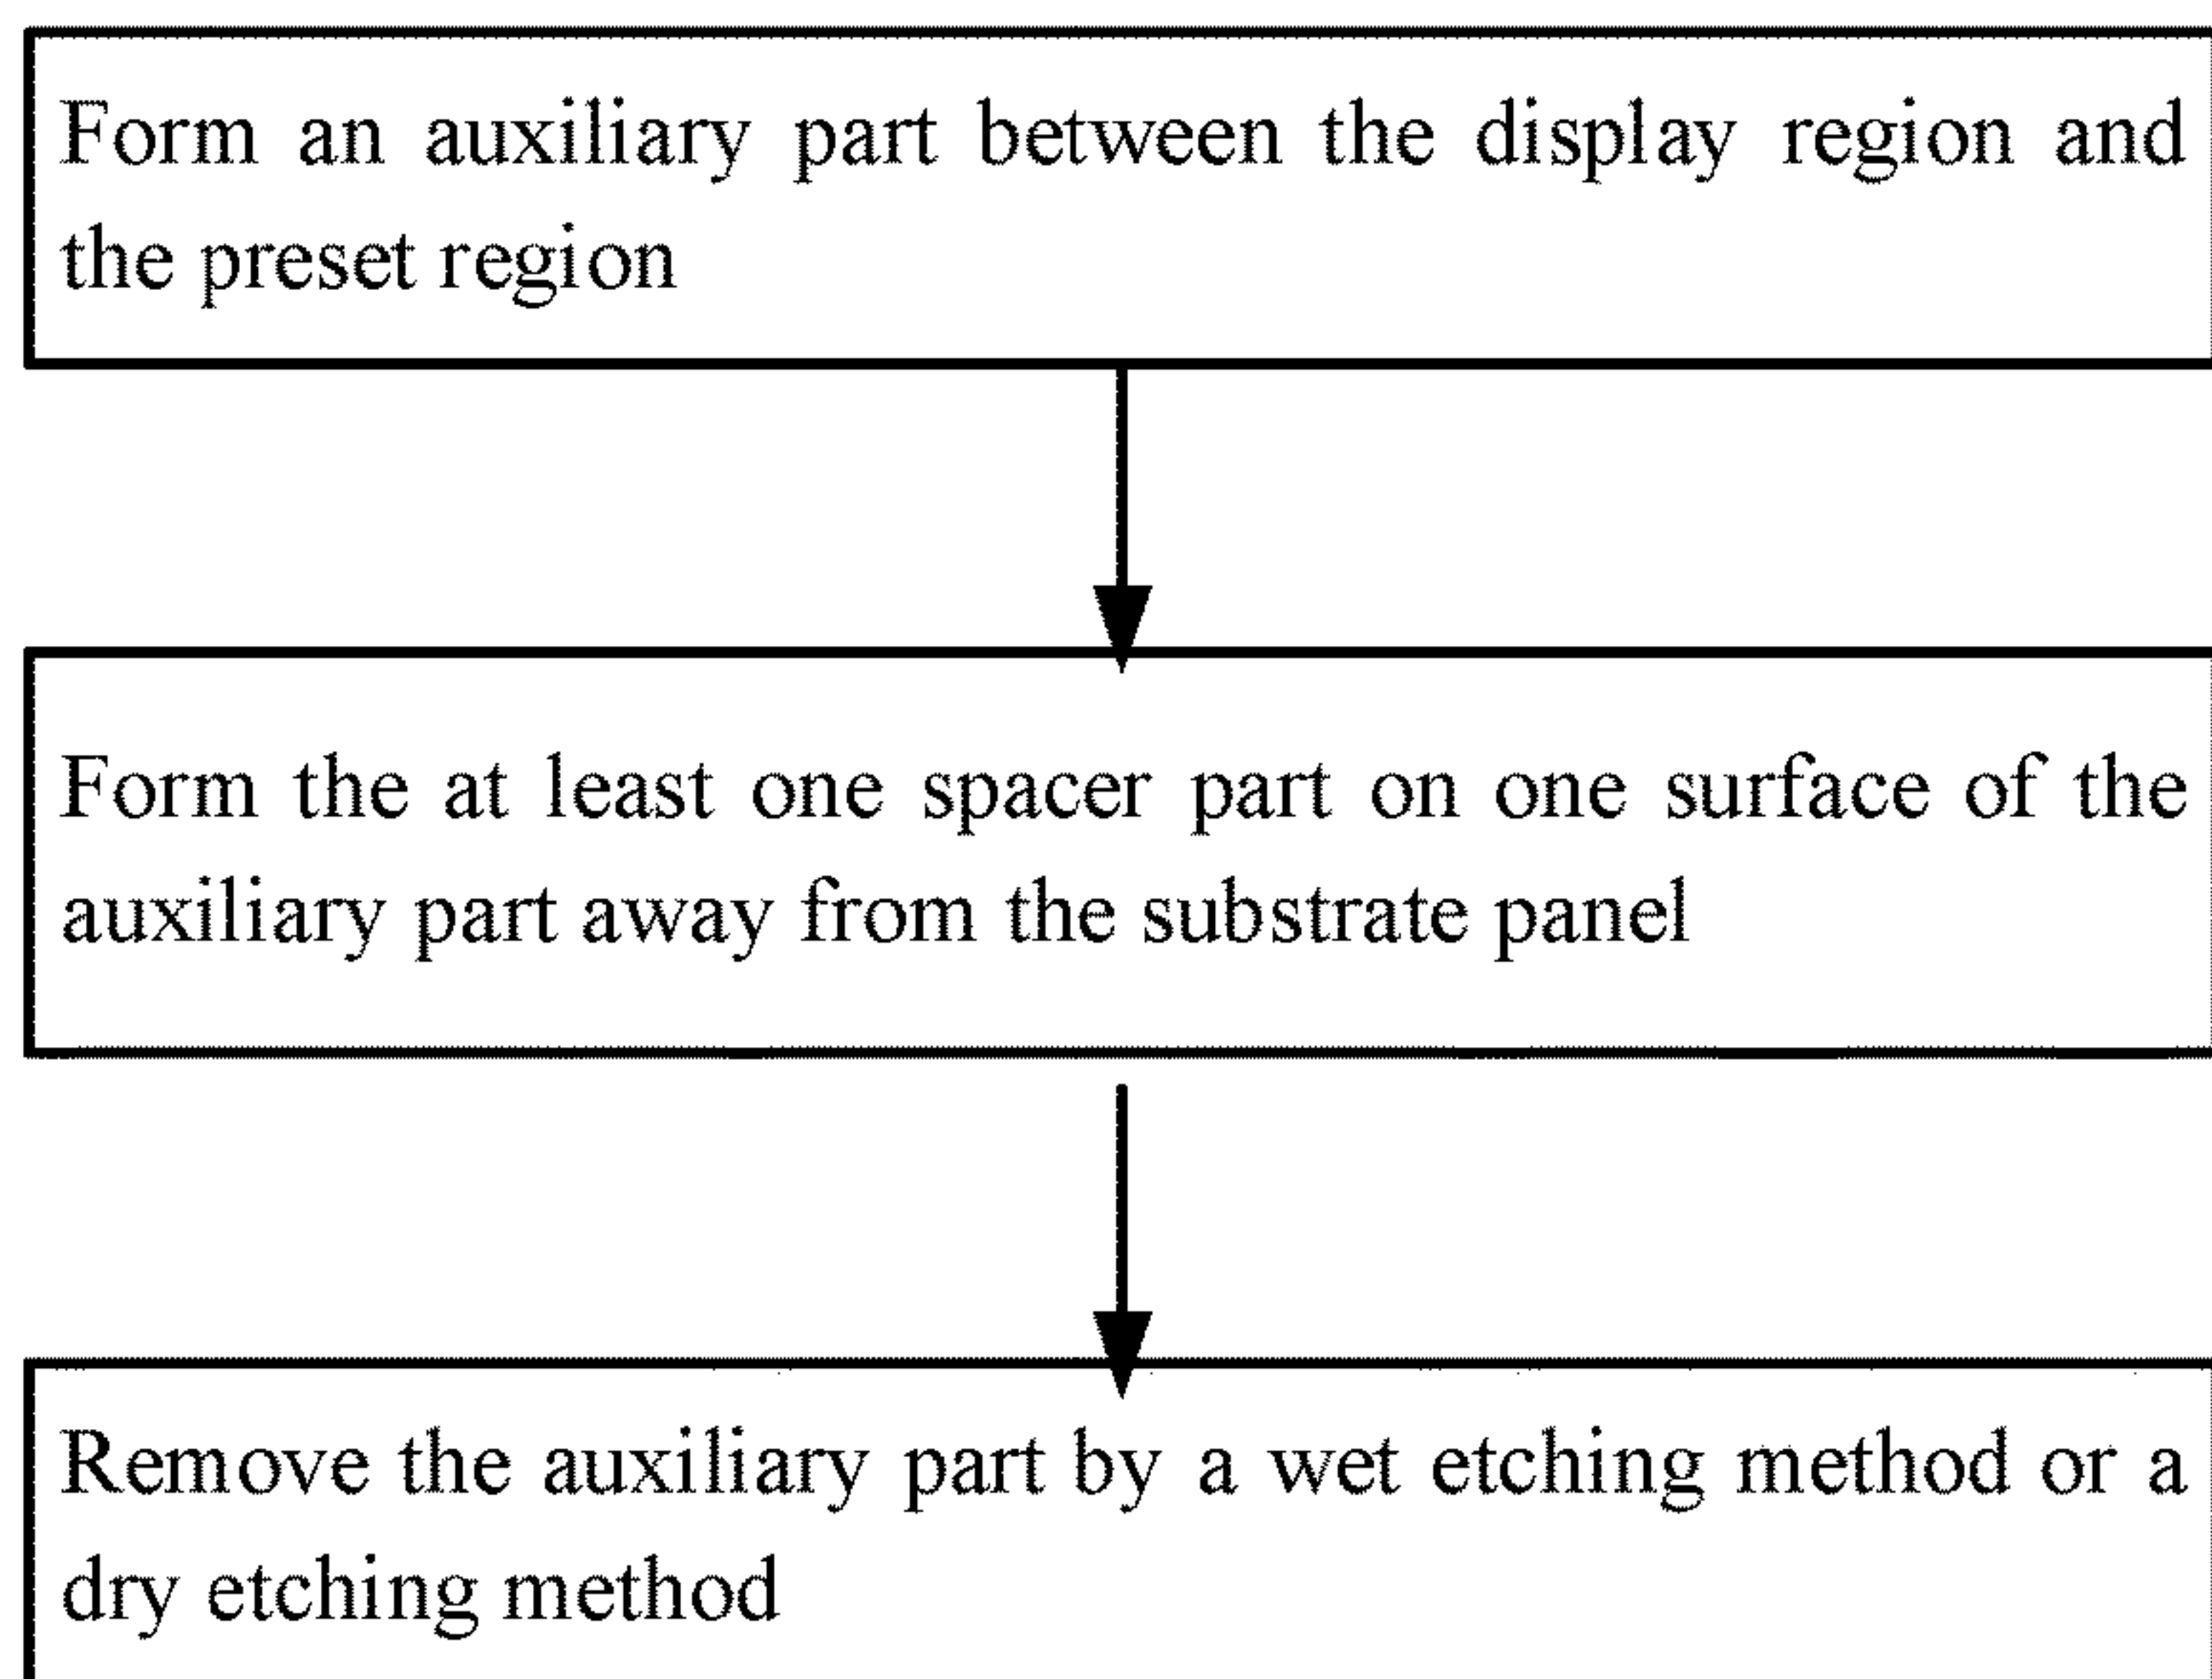 Form an auxiliary part between the display region and
the preset region
Form the at least one spacer part on one surface of the
auxiliary part away from the substrate panel
Remove the auxiliary part by a wet etching method or a
dry etching method